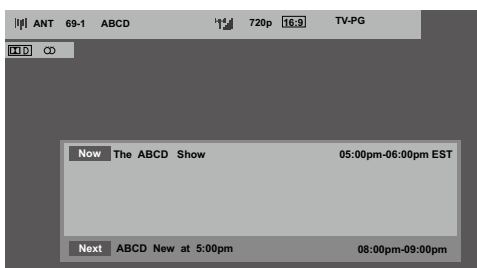 ANT 69-1 ABCD 720p 16:9 TV-PG
D
Now The ABCD Show 05:00pm-06:00pm EST
Next ABCD New at 5:00pm 08:00pm-09:00pm